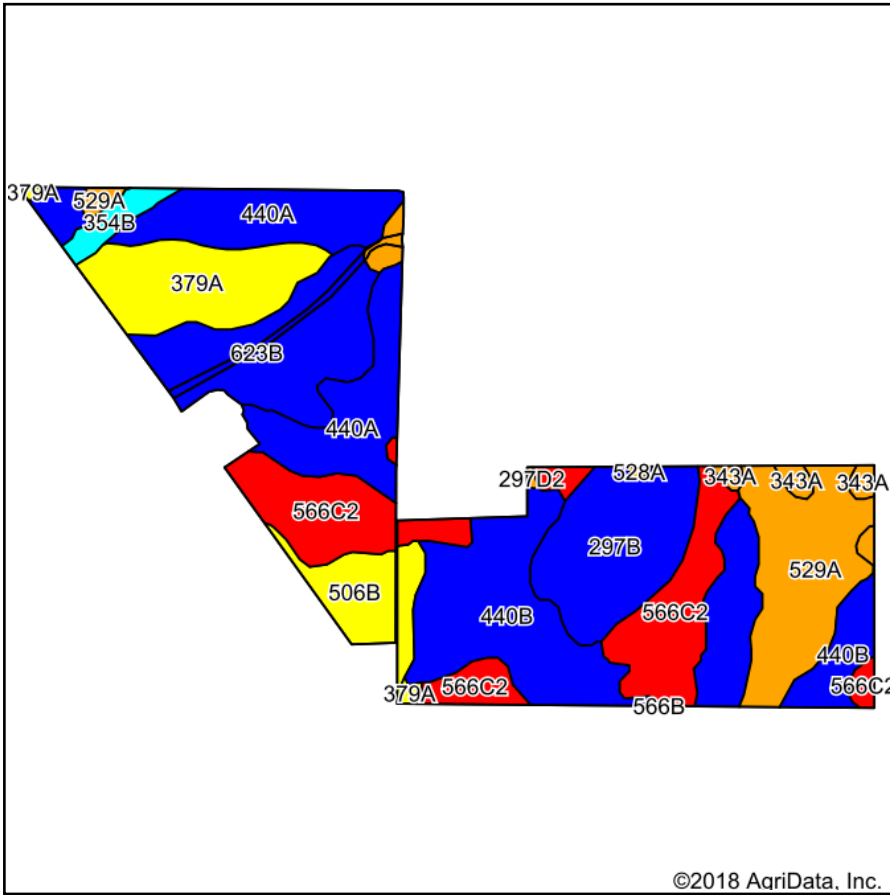 379A
529A
354B
440A
379A
623B
440A
566C2
506B
297D2
528A
343A
343A
343A
297B
529A
440B
566C2
440B
566C2
566C2
379A
566B
©2018 AgriData, Inc.